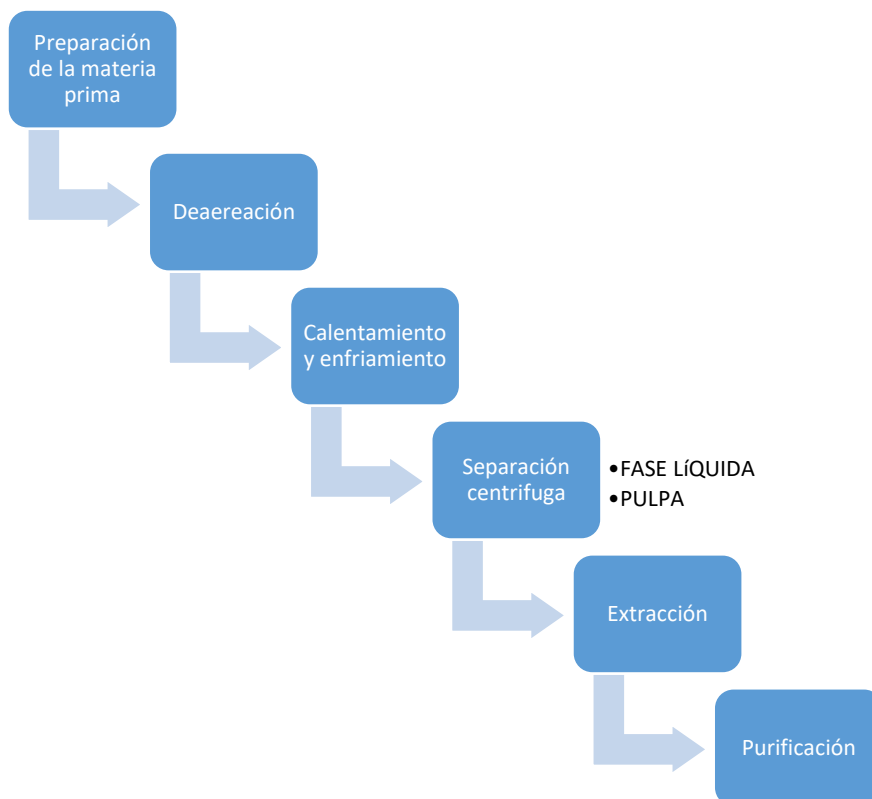 Preparación
de la materia
prima
Deaereación
Calentamiento
y enfriamiento
Separación
centrifuga
•FASE LíQUIDA
•PULPA
Extracción
Purificación